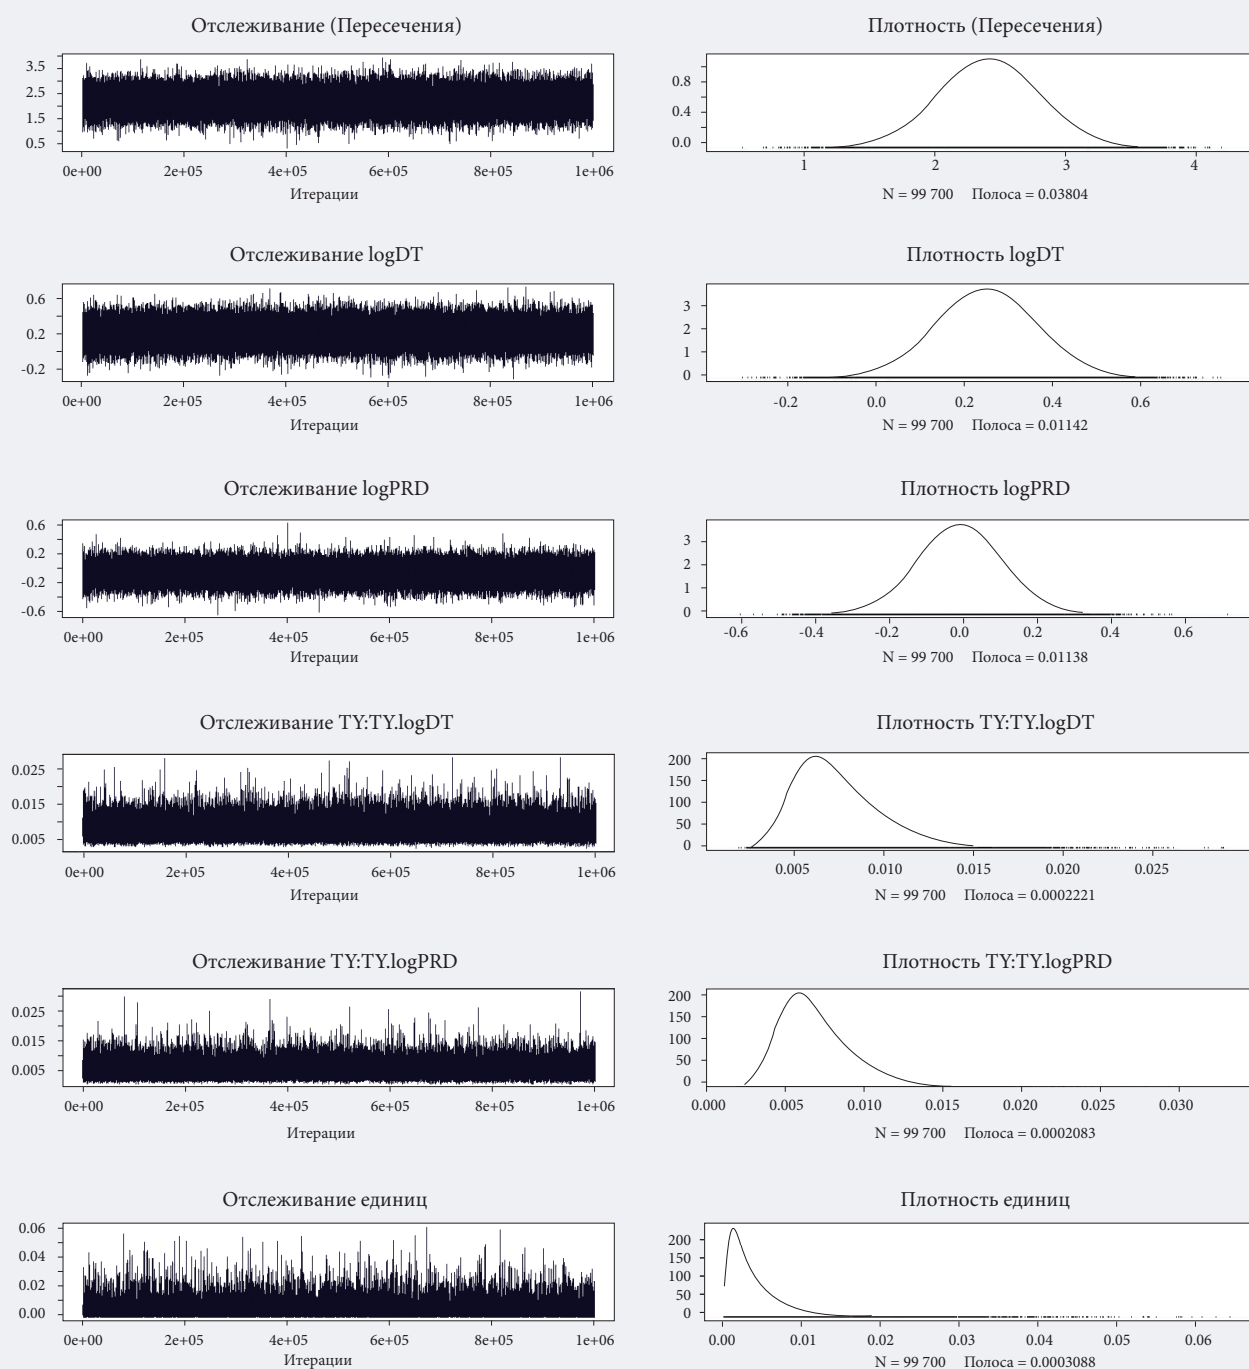 Отслеживание (Пересечения)
3.5
2.5
1.5
0.5
0e+00 2e+05 4e+05 6e+05 8e+05 1e+06
Итерации
Плотность (Пересечения)
0.8
0.4
0.0
1 2 3 4
N = 99 700 Полоса = 0.03804
Отслеживание logDT
0.6
0.2
-0.2
0e+00 2e+05 4e+05 6e+05 8e+05 1e+06
Итерации
Плотность logDT
3
2
1
0
-0.2 0.0 0.2 0.4 0.6
N = 99 700 Полоса = 0.01142
Отслеживание logPRD
0.6
0.2
-0.2
-0.6
0e+00 2e+05 4e+05 6e+05 8e+05 1e+06
Итерации
Плотность logPRD
3
2
1
0
-0.6 -0.4 -0.2 0.0 0.2 0.4 0.6
N = 99 700 Полоса = 0.01138
Отслеживание TY:TY.logDT
0.025
0.015
0.005
0e+00 2e+05 4e+05 6e+05 8e+05 1e+06
Итерации
Плотность TY:TY.logDT
200
150
100
50
0
0.005 0.010 0.015 0.020 0.025
N = 99 700 Полоса = 0.0002221
Отслеживание TY:TY.logPRD
0.025
0.015
0.005
0e+00 2e+05 4e+05 6e+05 8e+05 1e+06
Итерации
Плотность TY:TY.logPRD
200
150
100
50
0
0.000 0.005 0.010 0.015 0.020 0.025 0.030
N = 99 700 Полоса = 0.0002083
Отслеживание единиц
0.06
0.04
0.02
0.00
0e+00 2e+05 4e+05 6e+05 8e+05 1e+06
Итерации
Плотность единиц
200
150
100
50
0
0.00 0.01 0.02 0.03 0.04 0.05 0.06
N = 99 700 Полоса = 0.0003088